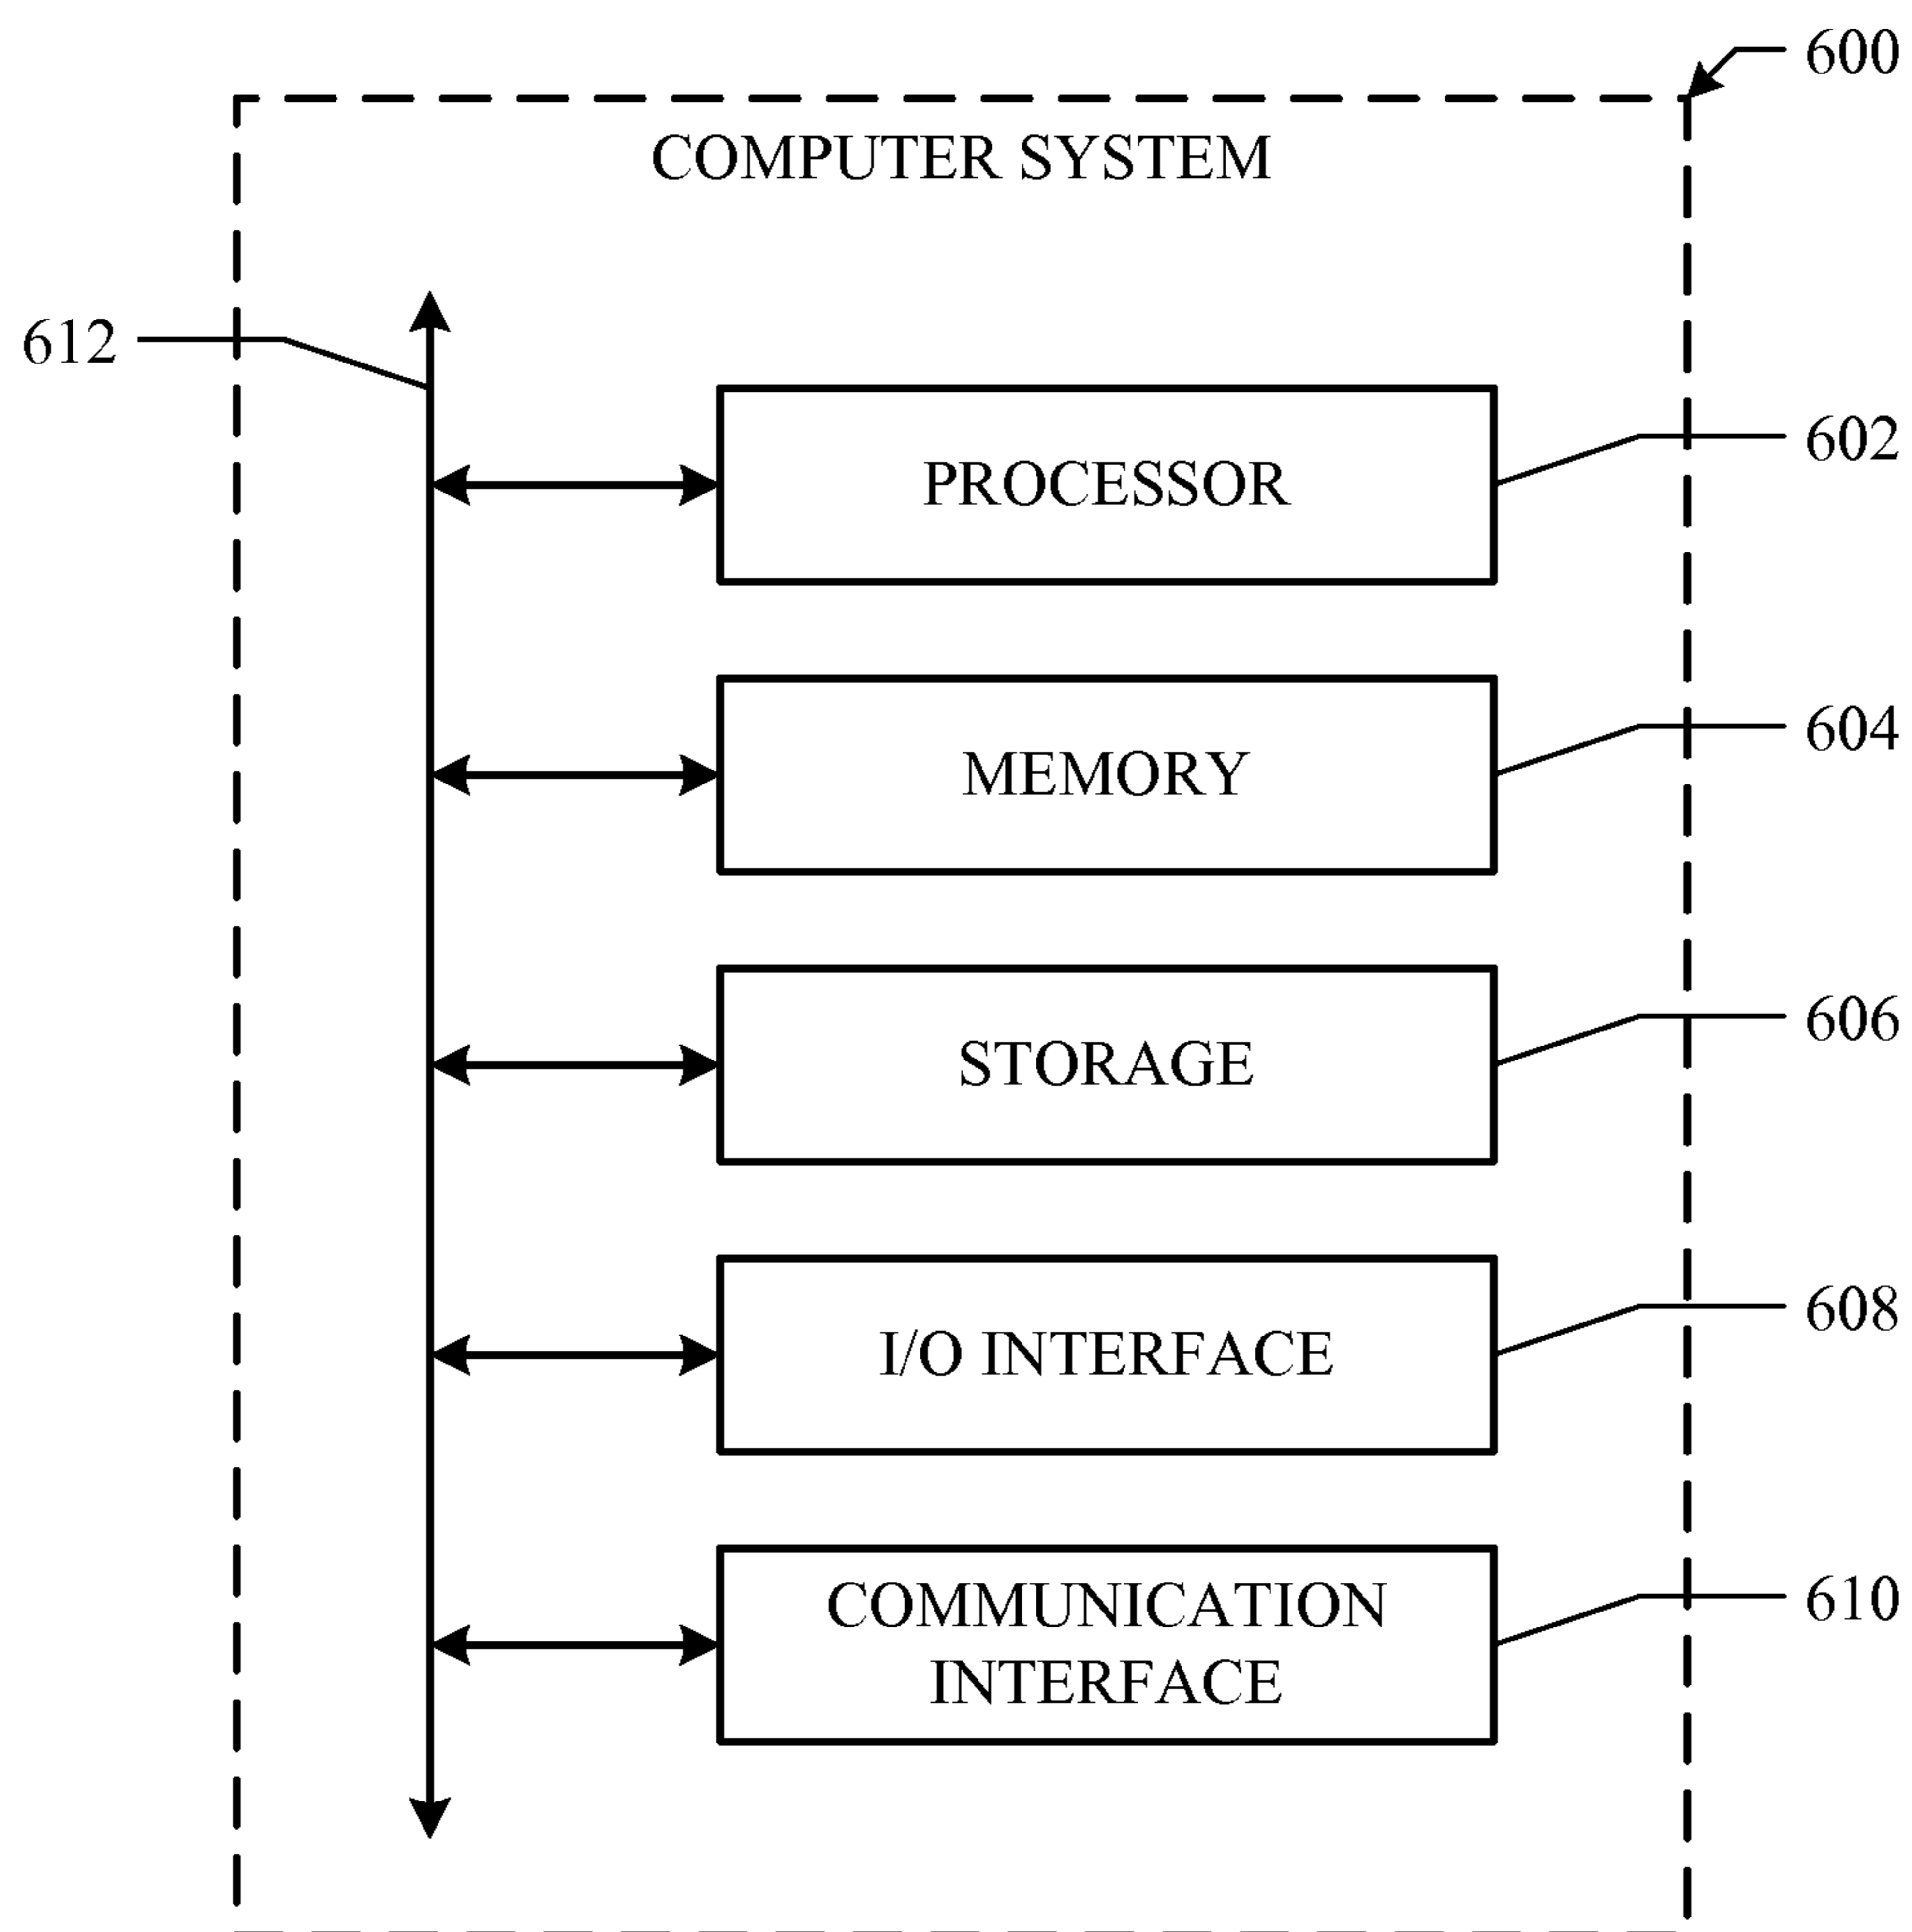 600
COMPUTER SYSTEM
612
PROCESSOR
602
MEMORY
604
STORAGE
606
I/O INTERFACE
608
COMMUNICATION
INTERFACE
610